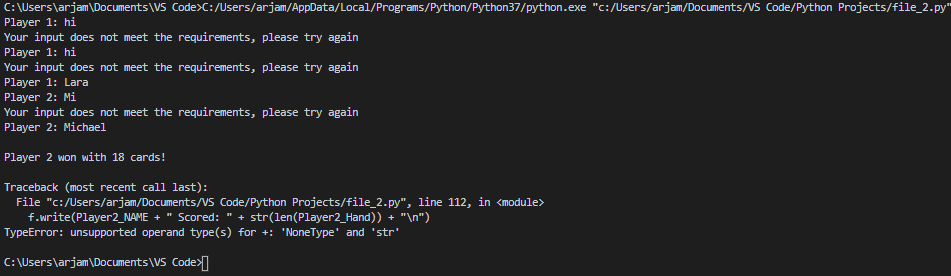 C:\Users\arjam\Documents\VS Code>C:/Users/arjam/AppData/Local/Programs/Python/Python37/python.exe "c:/Users/arjam/Documents/VS Code/Python Projects/file_2.py"
Player 1: hi
Your input does not meet the requirements, please try again
Player 1: hi
Your input does not meet the requirements, please try again
Player 1: Lara
Player 2: Mi
Your input does not meet the requirements, please try again
Player 2: Michael
Player 2 won with 18 cards!
Traceback (most recent call last):
  File "c:/Users/arjam/Documents/VS Code/Python Projects/file_2.py", line 112, in <module>
    f.write(Player2_NAME + " Scored: " + str(len(Player2_Hand)) + "\n")
TypeError: unsupported operand type(s) for +: 'NoneType' and 'str'
C:\Users\arjam\Documents\VS Code>